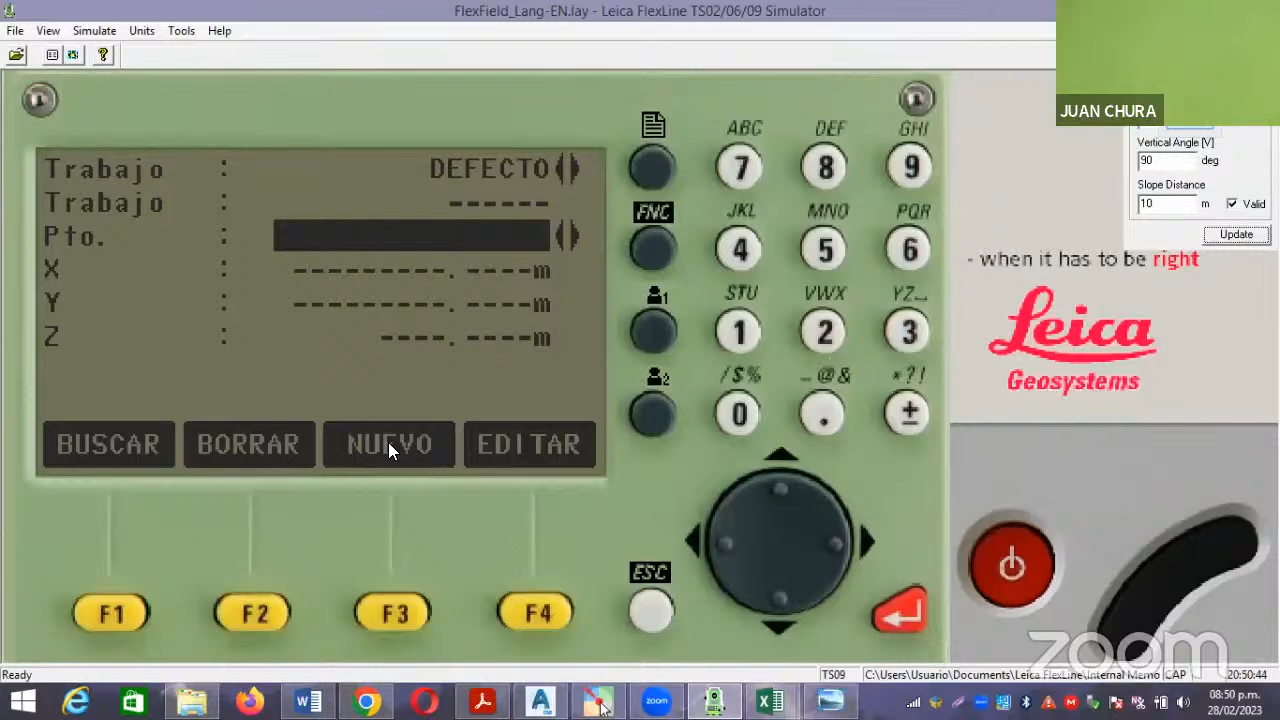 FlexField_Lang-EN.lay - Leica FlexLine TS02/06/09 Simulator
File View Simulate Units Tools Help
JUAN CHURA
Vertical Angle [V]
90 deg
Slope Distance
10 m Valid
Update
Trabajo : DEFECTO
Trabajo : ------
Pto. :
X : ---------.----m
Y : ---------.----m
Z : ----.----m
BUSCAR BORRAR NUEVO EDITAR
F1 F2 F3 F4
FNC
1
2
ESC
ABC DEF GHI
7 8 9
JKL MNO PQR
4 5 6
STU VWX YZ_
1 2 3
/$% _@& *?!
0 . ±
- when it has to be right
Leica
Geosystems
zoom
Ready TS09 C:\Users\Usuario\Documents\Leica FlexLine\Internal Memo CAP 20:50:44
zoom
08:50 p.m.
28/02/2023